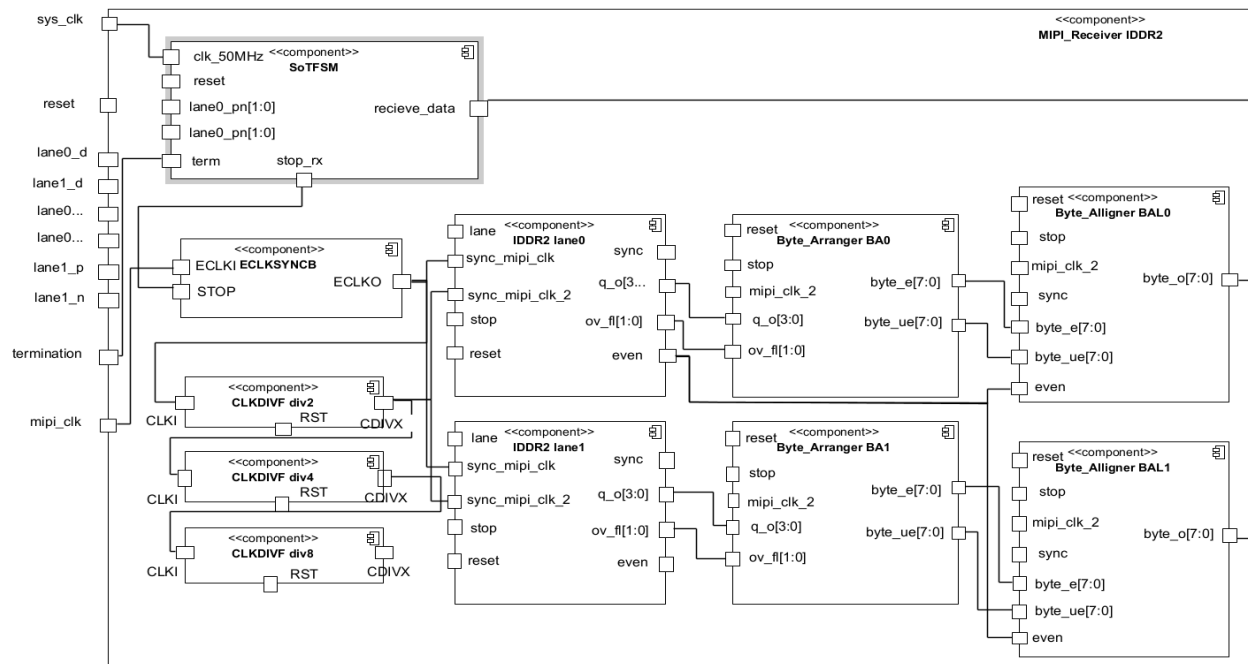 sys_clk
reset
lane0_d
lane1_d
lane0...
lane0...
lane1_p
lane1_n
termination
mipi_clk
<<component>>
MIPI_Receiver IDDR2
<<component>>
SoTFSM
clk_50MHz
reset
lane0_pn[1:0]
lane0_pn[1:0]
term
stop_rx
recieve_data
<<component>>
ECLKSYNCB
ECLKI
STOP
ECLKO
<<component>>
CLKDIVF div2
CLKI
RST
CDIVX
<<component>>
CLKDIVF div4
CLKI
RST
CDIVX
<<component>>
CLKDIVF div8
CLKI
RST
CDIVX
<<component>>
IDDR2 lane0
lane
sync_mipi_clk
sync_mipi_clk_2
stop
reset
sync
q_o[3...
ov_fl[1:0]
even
<<component>>
IDDR2 lane1
lane
sync_mipi_clk
sync_mipi_clk_2
stop
reset
sync
q_o[3:0]
ov_fl[1:0]
even
<<component>>
Byte_Arranger BA0
reset
stop
mipi_clk_2
q_o[3:0]
ov_fl[1:0]
byte_e[7:0]
byte_ue[7:0]
<<component>>
Byte_Arranger BA1
reset
stop
mipi_clk_2
q_o[3:0]
ov_fl[1:0]
byte_e[7:0]
byte_ue[7:0]
<<component>>
Byte_Alligner BAL0
reset
stop
mipi_clk_2
sync
byte_e[7:0]
byte_ue[7:0]
even
byte_o[7:0]
<<component>>
Byte_Alligner BAL1
reset
stop
mipi_clk_2
sync
byte_e[7:0]
byte_ue[7:0]
even
byte_o[7:0]